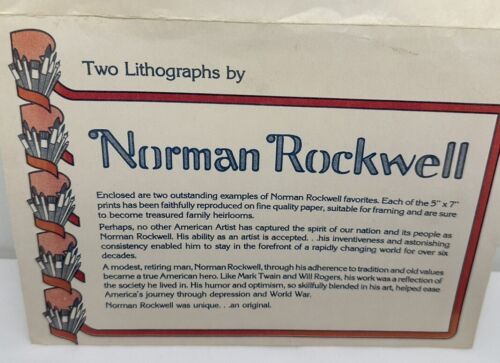 Two Lithographs by
Norman Rockwell
Enclosed are two outstanding examples of Norman Rockwell favorites. Each of the 5" x 7"
prints has been faithfully reproduced on fine quality paper, suitable for framing and are sure
to become treasured family heirlooms.
Perhaps, no other American Artist has captured the spirit of our nation and its people as
Norman Rockwell. His ability as an artist is accepted. . .his inventiveness and astonishing
consistency enabled him to stay in the forefront of a rapidly changing world for over six
decades.
A modest, retiring man, Norman Rockwell, through his adherence to tradition and old values
became a true American hero. Like Mark Twain and Will Rogers, his work was a reflection of
the society he lived in. His humor and optimism, so skillfully blended in his art, helped ease
America's journey through depression and World War.
Norman Rockwell was unique. . .an original.